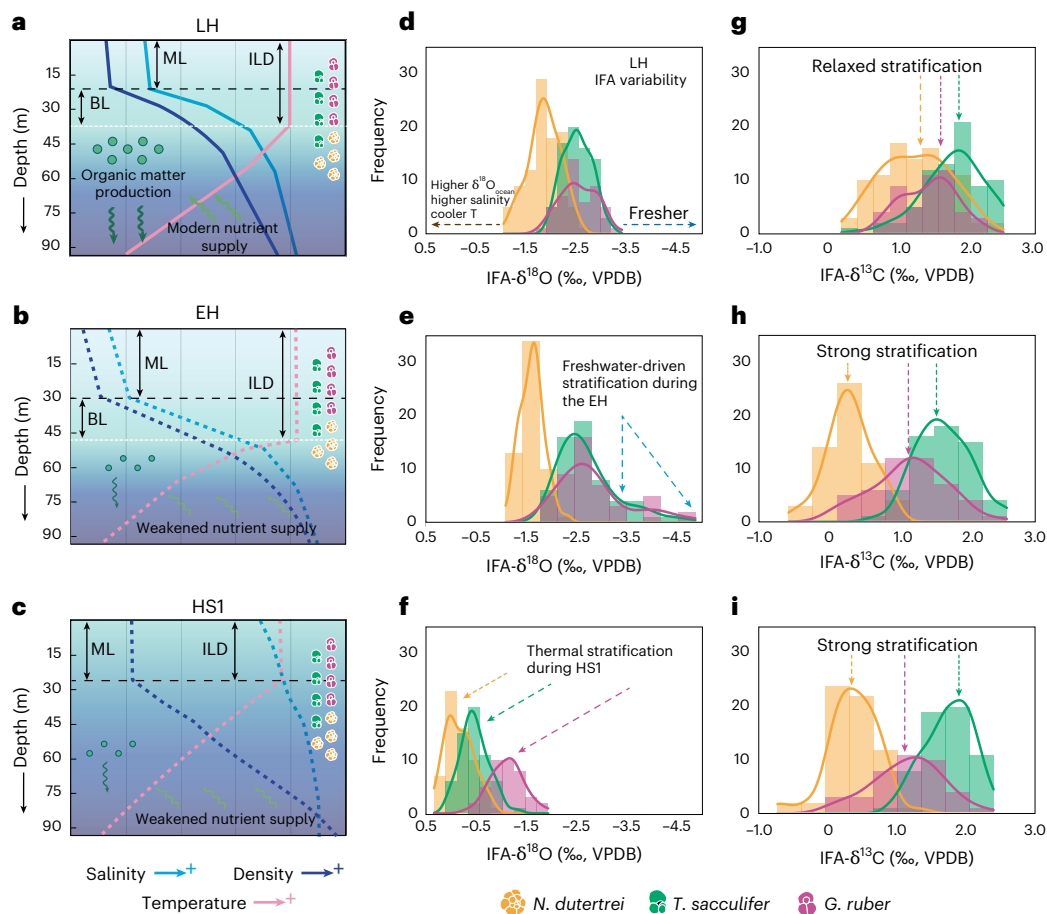 a
LH
ML
ILD
BL
Organic matter
production
Modern nutrient
supply
Depth (m)
15
30
45
60
75
90
b
EH
ML
ILD
BL
Weakened nutrient supply
Depth (m)
15
30
45
60
75
90
c
HS1
ML
ILD
Weakened nutrient supply
Depth (m)
15
30
45
60
75
90
Salinity +
Density +
Temperature +
d
LH
IFA variability
Higher δ18Oocean
higher salinity
cooler T
Fresher
Frequency
30
20
10
0
0.5 –0.5 –1.5 –2.5 –3.5 –4.5
IFA-δ18O (‰, VPDB)
e
Freshwater-driven
stratification during
the EH
Frequency
30
20
10
0
0.5 –0.5 –1.5 –2.5 –3.5 –4.5
IFA-δ18O (‰, VPDB)
f
Thermal stratification
during HS1
Frequency
30
20
10
0
0.5 –0.5 –1.5 –2.5 –3.5 –4.5
IFA-δ18O (‰, VPDB)
g
Relaxed stratification
30
20
10
0
–1.0 0 1.0 2.0 3.0
IFA-δ13C (‰, VPDB)
h
Strong stratification
30
20
10
0
–1.0 0 1.0 2.0 3.0
IFA-δ13C (‰, VPDB)
i
Strong stratification
30
20
10
0
–1.0 0 1.0 2.0 3.0
IFA-δ13C (‰, VPDB)
N. dutertrei
T. sacculifer
G. ruber